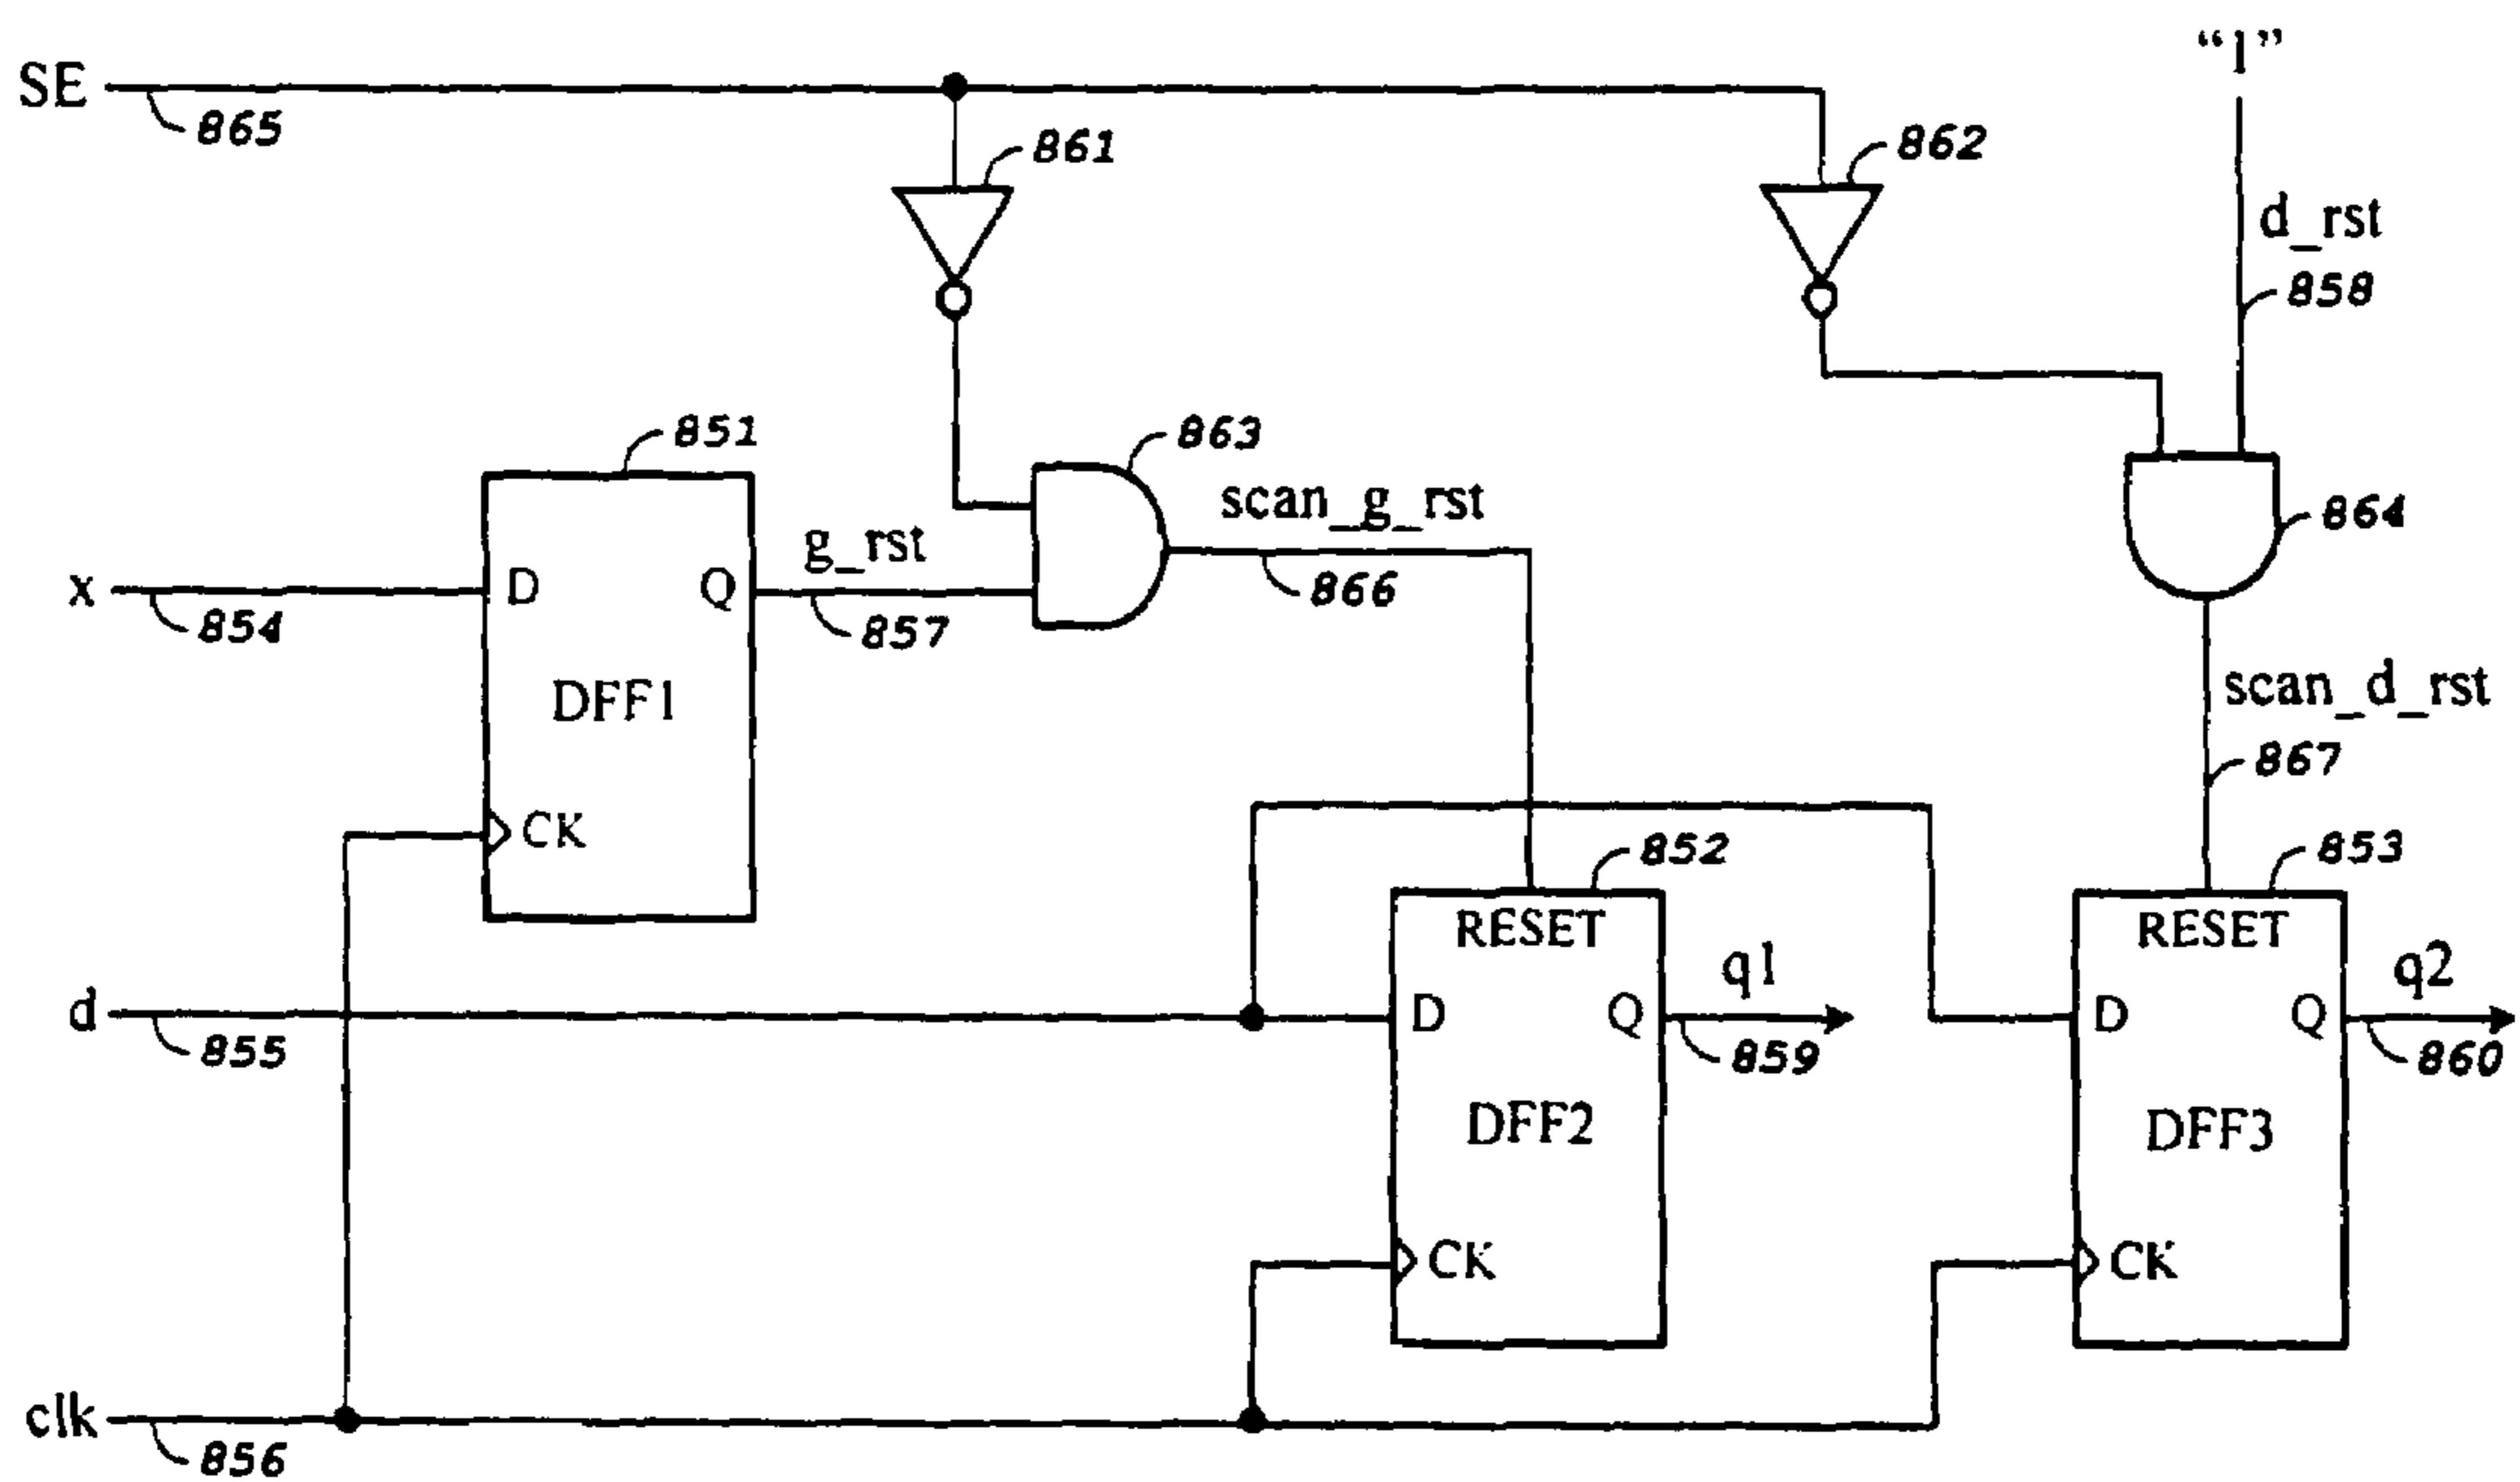 SE
865
861
862
“1”
d_rst
858
851
863
864
scan_g_rst
866
g_rst
857
x
854
D
Q
DFF1
CK
scan_d_rst
867
852
853
RESET
RESET
q1
q2
d
855
D
Q
859
D
Q
860
DFF2
DFF3
CK
CK
clk
856